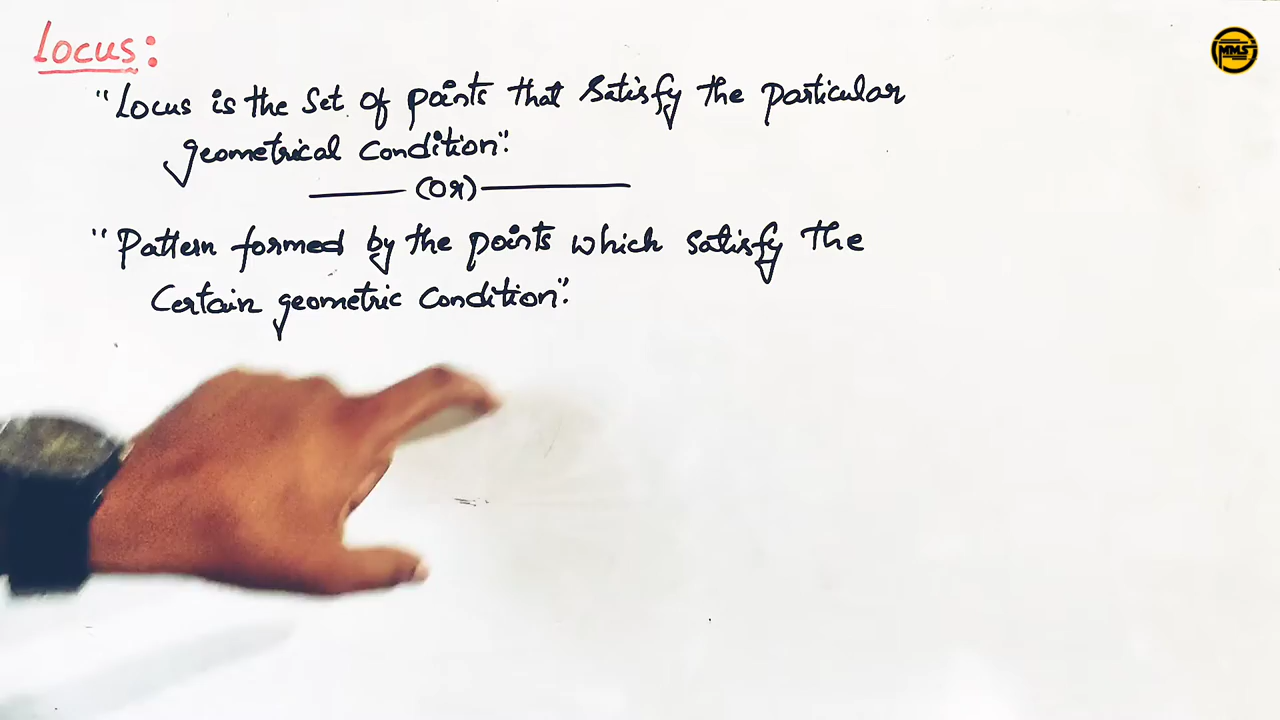 Locus:
MMS
"Locus is the set of points that satisfy the particular
geometrical condition".
(Or)
"Pattern formed by the points which satisfy the
Certain geometric condition".